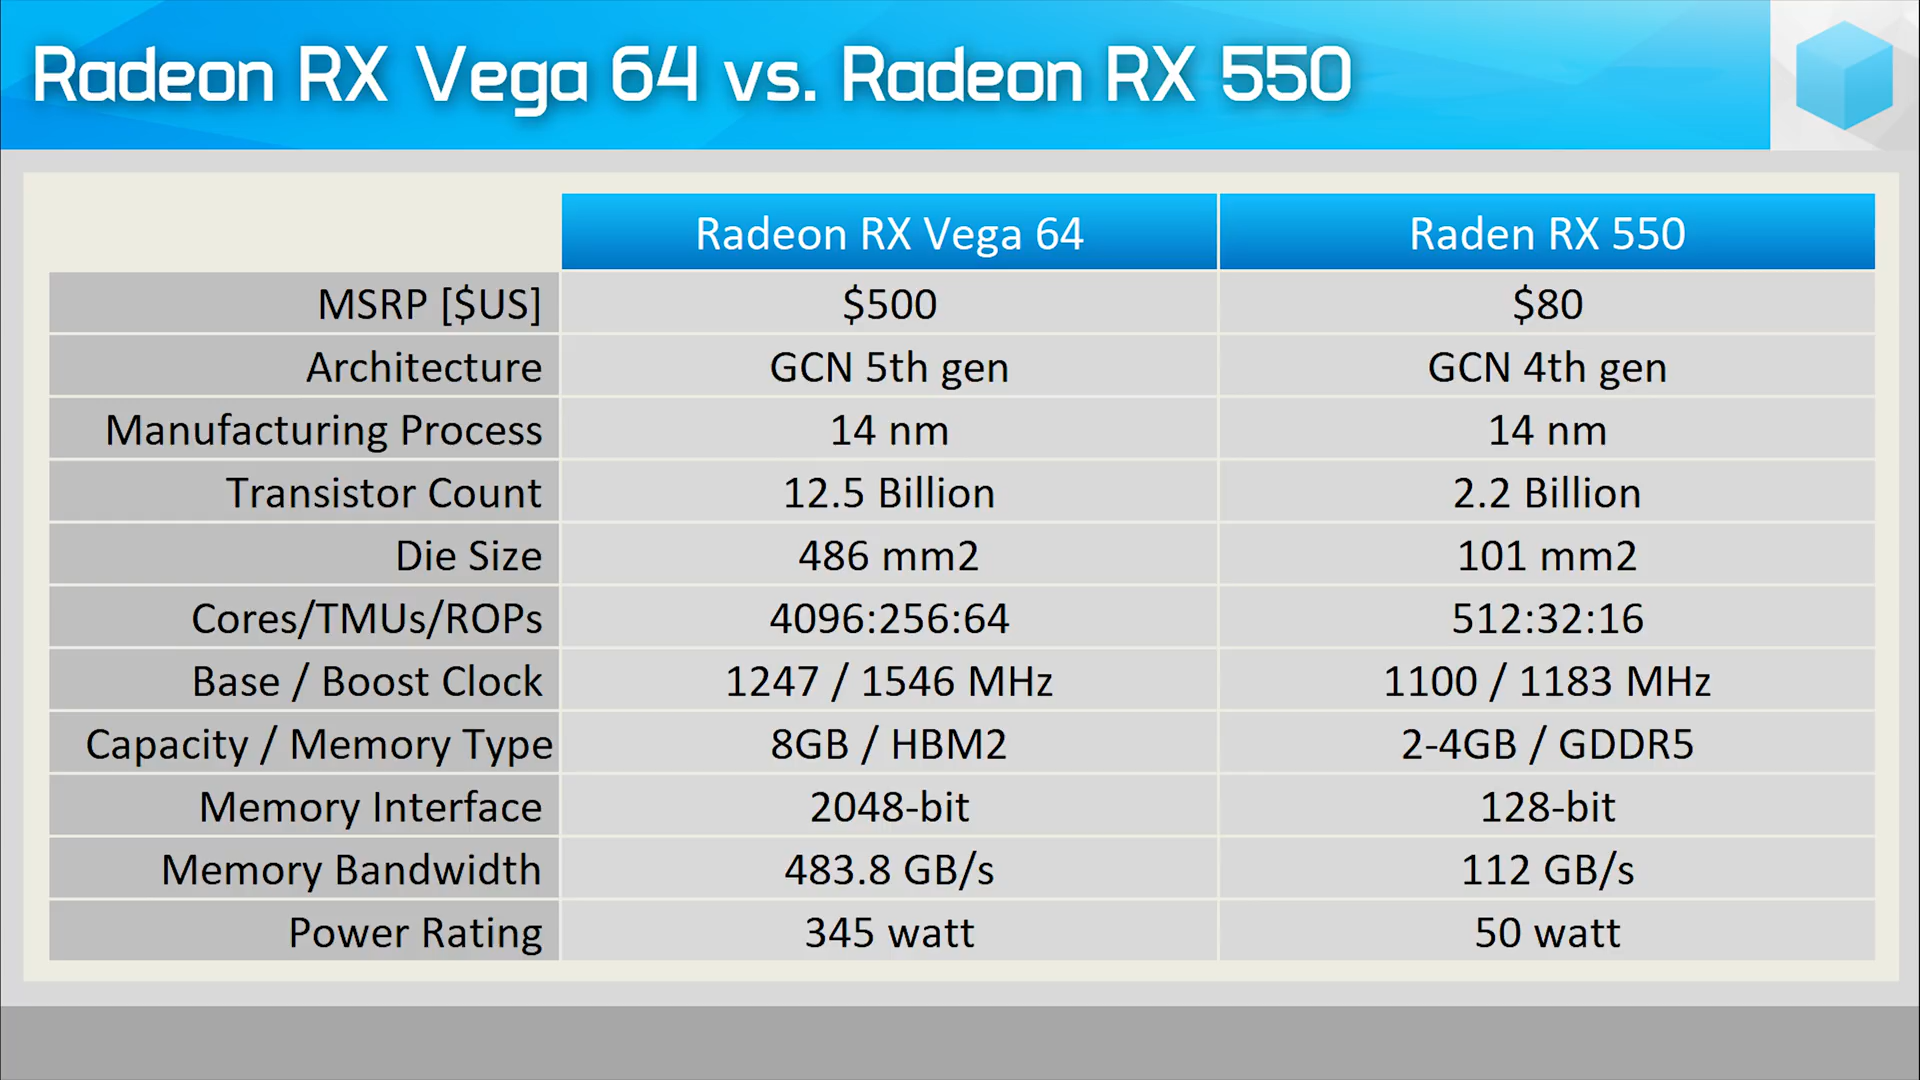 Radeon RX Vega 64 vs. Radeon RX 550
Radeon RX Vega 64 Raden RX 550
MSRP [$US] $500 $80
Architecture GCN 5th gen GCN 4th gen
Manufacturing Process 14 nm 14 nm
Transistor Count 12.5 Billion 2.2 Billion
Die Size 486 mm2 101 mm2
Cores/TMUs/ROPs 4096:256:64 512:32:16
Base / Boost Clock 1247 / 1546 MHz 1100 / 1183 MHz
Capacity / Memory Type 8GB / HBM2 2-4GB / GDDR5
Memory Interface 2048-bit 128-bit
Memory Bandwidth 483.8 GB/s 112 GB/s
Power Rating 345 watt 50 watt